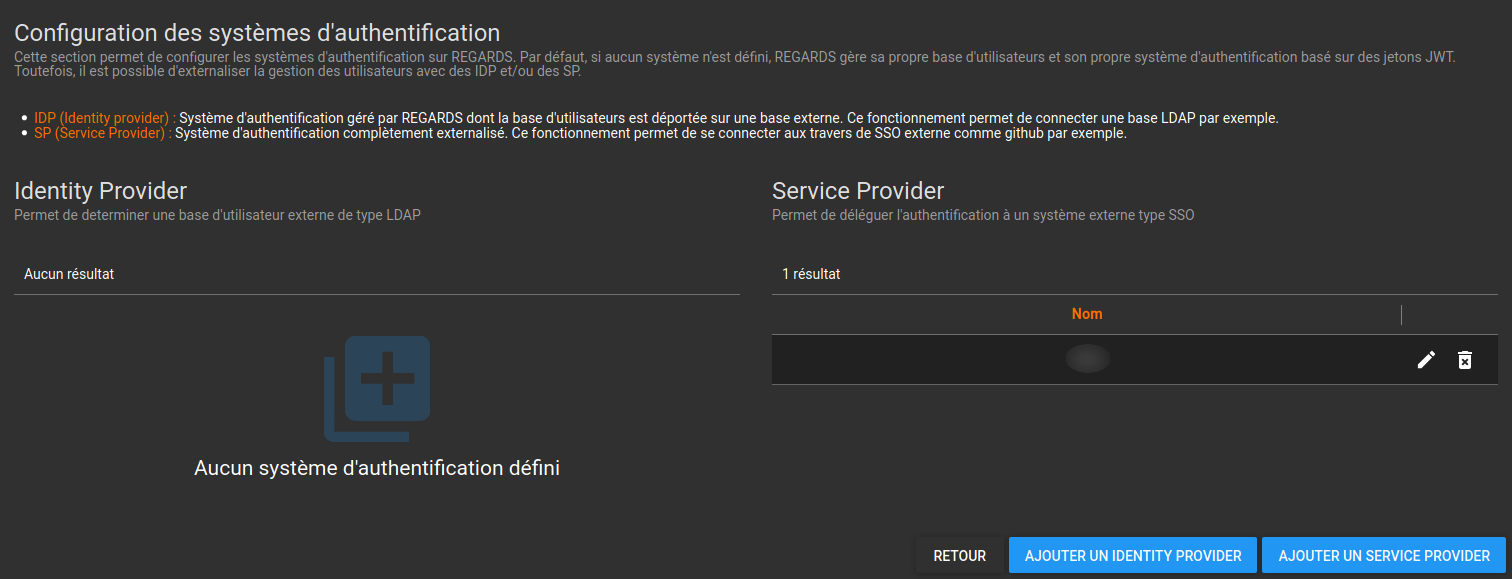 Configuration des systèmes d'authentification
Cette section permet de configurer les systèmes d'authentification sur REGARDS. Par défaut, si aucun système n'est défini, REGARDS gère sa propre base d'utilisateurs et son propre système d'authentification basé sur des jetons JWT.
Toutefois, il est possible d'externaliser la gestion des utilisateurs avec des IDP et/ou des SP.
• IDP (Identity provider) : Système d'authentification géré par REGARDS dont la base d'utilisateurs est déportée sur une base externe. Ce fonctionnement permet de connecter une base LDAP par exemple.
• SP (Service Provider) : Système d'authentification complètement externalisé. Ce fonctionnement permet de se connecter aux travers de SSO externe comme github par exemple.
Identity Provider
Permet de determiner une base d'utilisateur externe de type LDAP
Aucun résultat
Aucun système d'authentification défini
Service Provider
Permet de déléguer l'authentification à un système externe type SSO
1 résultat
Nom
RETOUR
AJOUTER UN IDENTITY PROVIDER
AJOUTER UN SERVICE PROVIDER